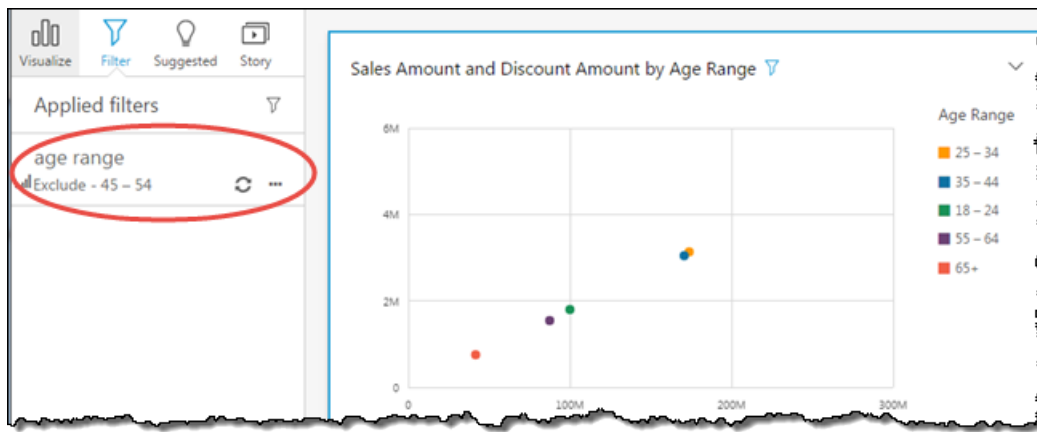 Visualize Filter Suggested Story
Applied filters
age range
Exclude - 45 – 54
Sales Amount and Discount Amount by Age Range
6M
4M
2M
0
0 100M 200M 300M
Age Range
25 – 34
35 – 44
18 – 24
55 – 64
65+